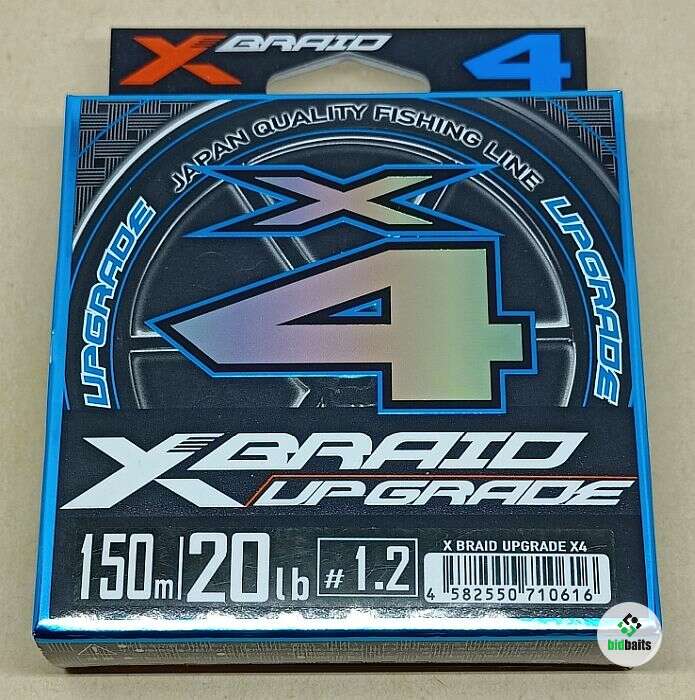 X BRAID 4
JAPAN QUALITY FISHING LINE
UPGRADE
UPGRADE
X
4
X BRAID
UPGRADE
150m 20lb #1.2
X BRAID UPGRADE X4
4 582550 710616
bidbaits